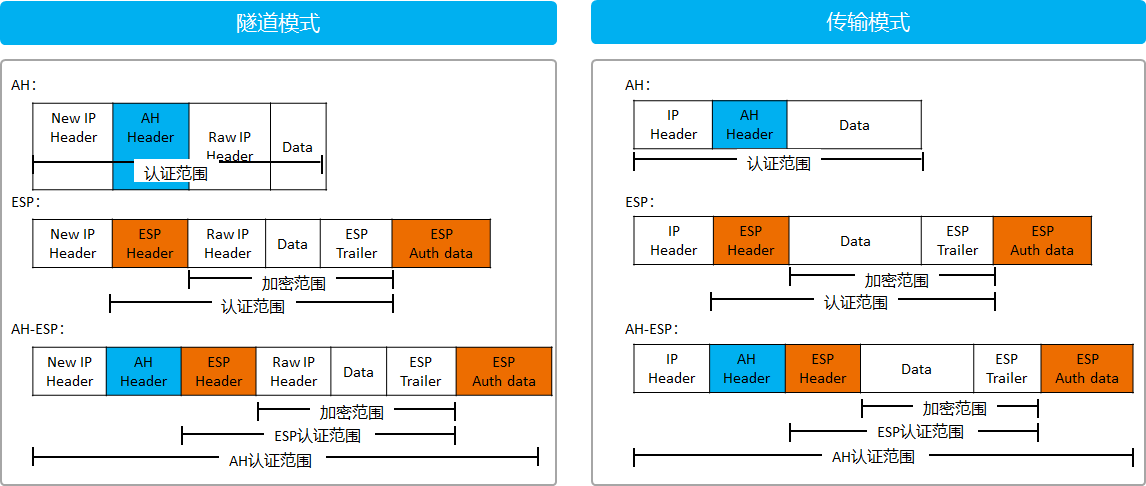 隧道模式
AH：
New IP
Header
AH
Header
Raw IP
Header
Data
认证范围
ESP：
New IP
Header
ESP
Header
Raw IP
Header
Data
ESP
Trailer
ESP
Auth data
加密范围
认证范围
AH-ESP：
New IP
Header
AH
Header
ESP
Header
Raw IP
Header
Data
ESP
Trailer
ESP
Auth data
加密范围
ESP认证范围
AH认证范围
传输模式
AH：
IP
Header
AH
Header
Data
认证范围
ESP：
IP
Header
ESP
Header
Data
ESP
Trailer
ESP
Auth data
加密范围
认证范围
AH-ESP：
IP
Header
AH
Header
ESP
Header
Data
ESP
Trailer
ESP
Auth data
加密范围
ESP认证范围
AH认证范围